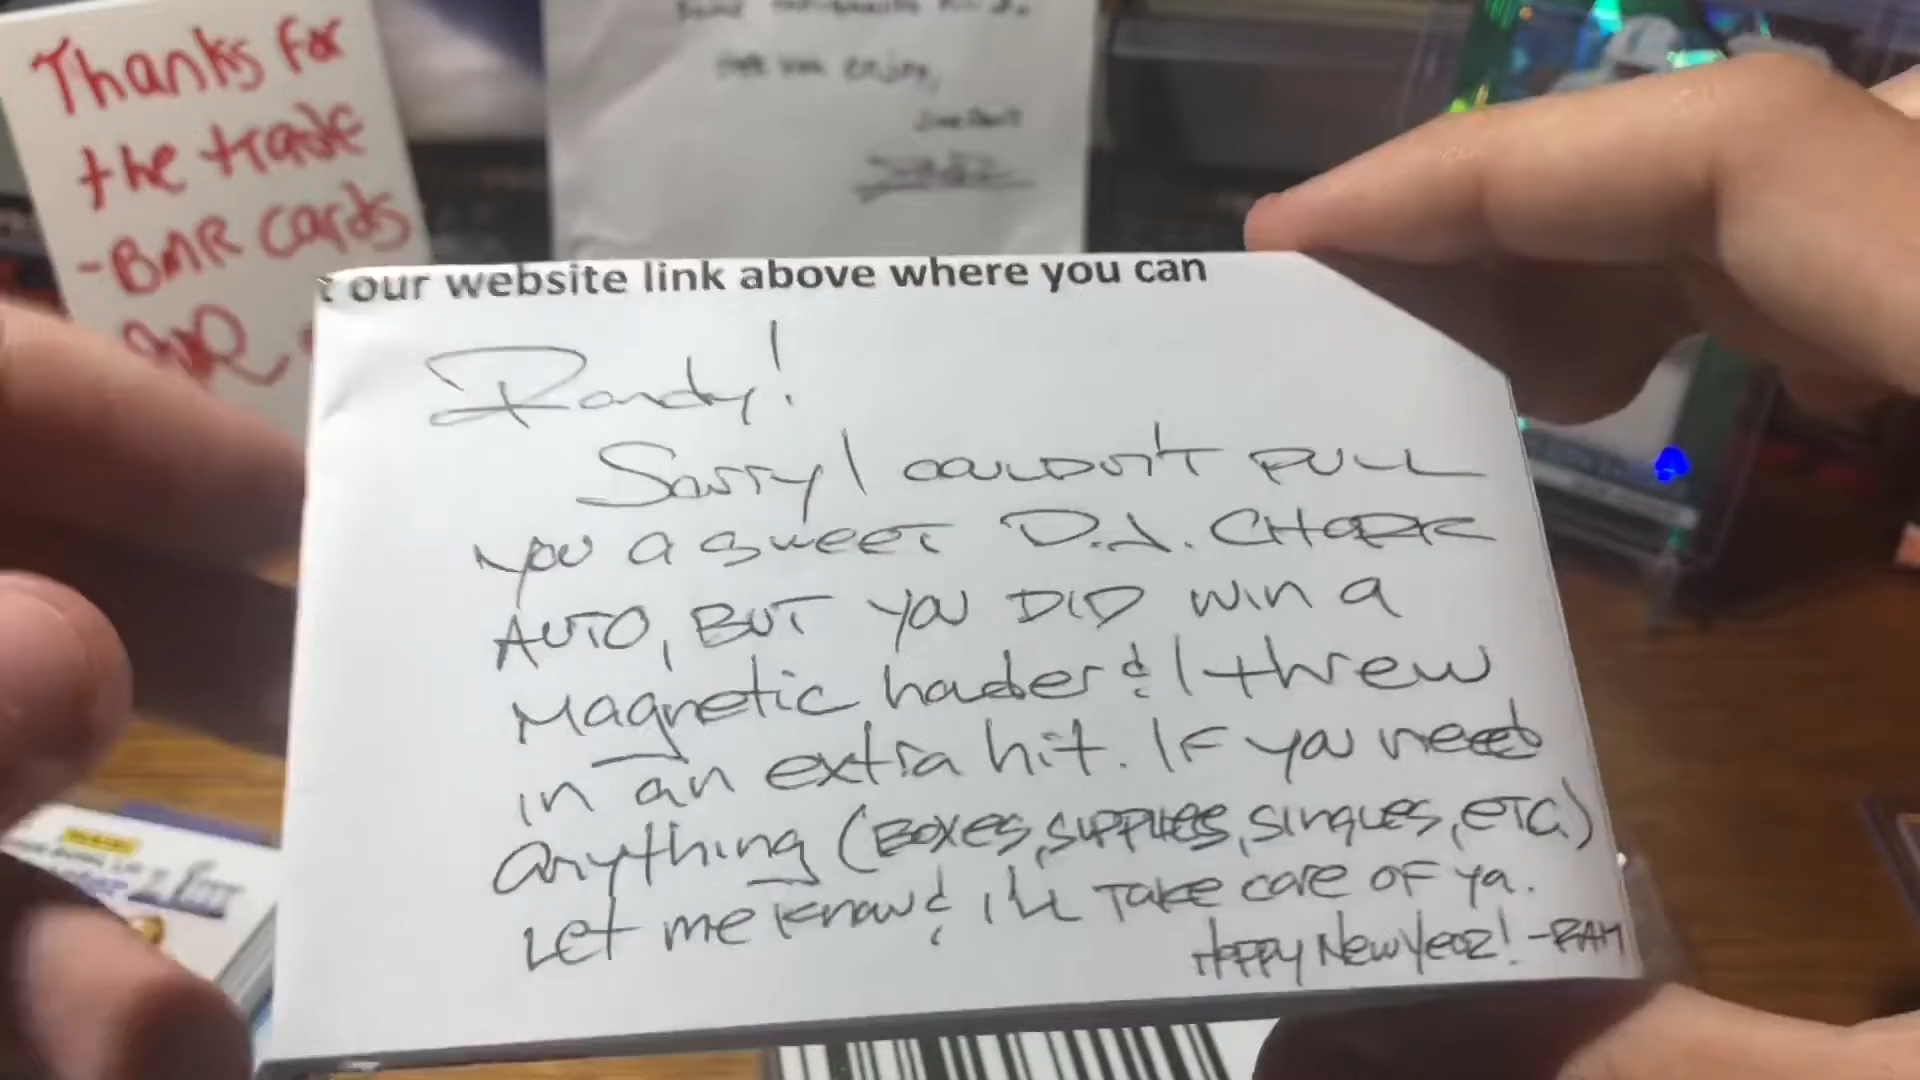 Thanks for
the trade
-BMR cards
BMR
enjoy,
t our website link above where you can
Randy!
Sorry I couldn't PULL
you a sweet D.J. CHARK
AUTO, BUT you DID win a
Magnetic holder & I threw
in an extra hit. IF you need
anything (Boxes, supplies, singles, etc.)
Let me know & i'll Take care of ya.
Happy New Year! -RAM